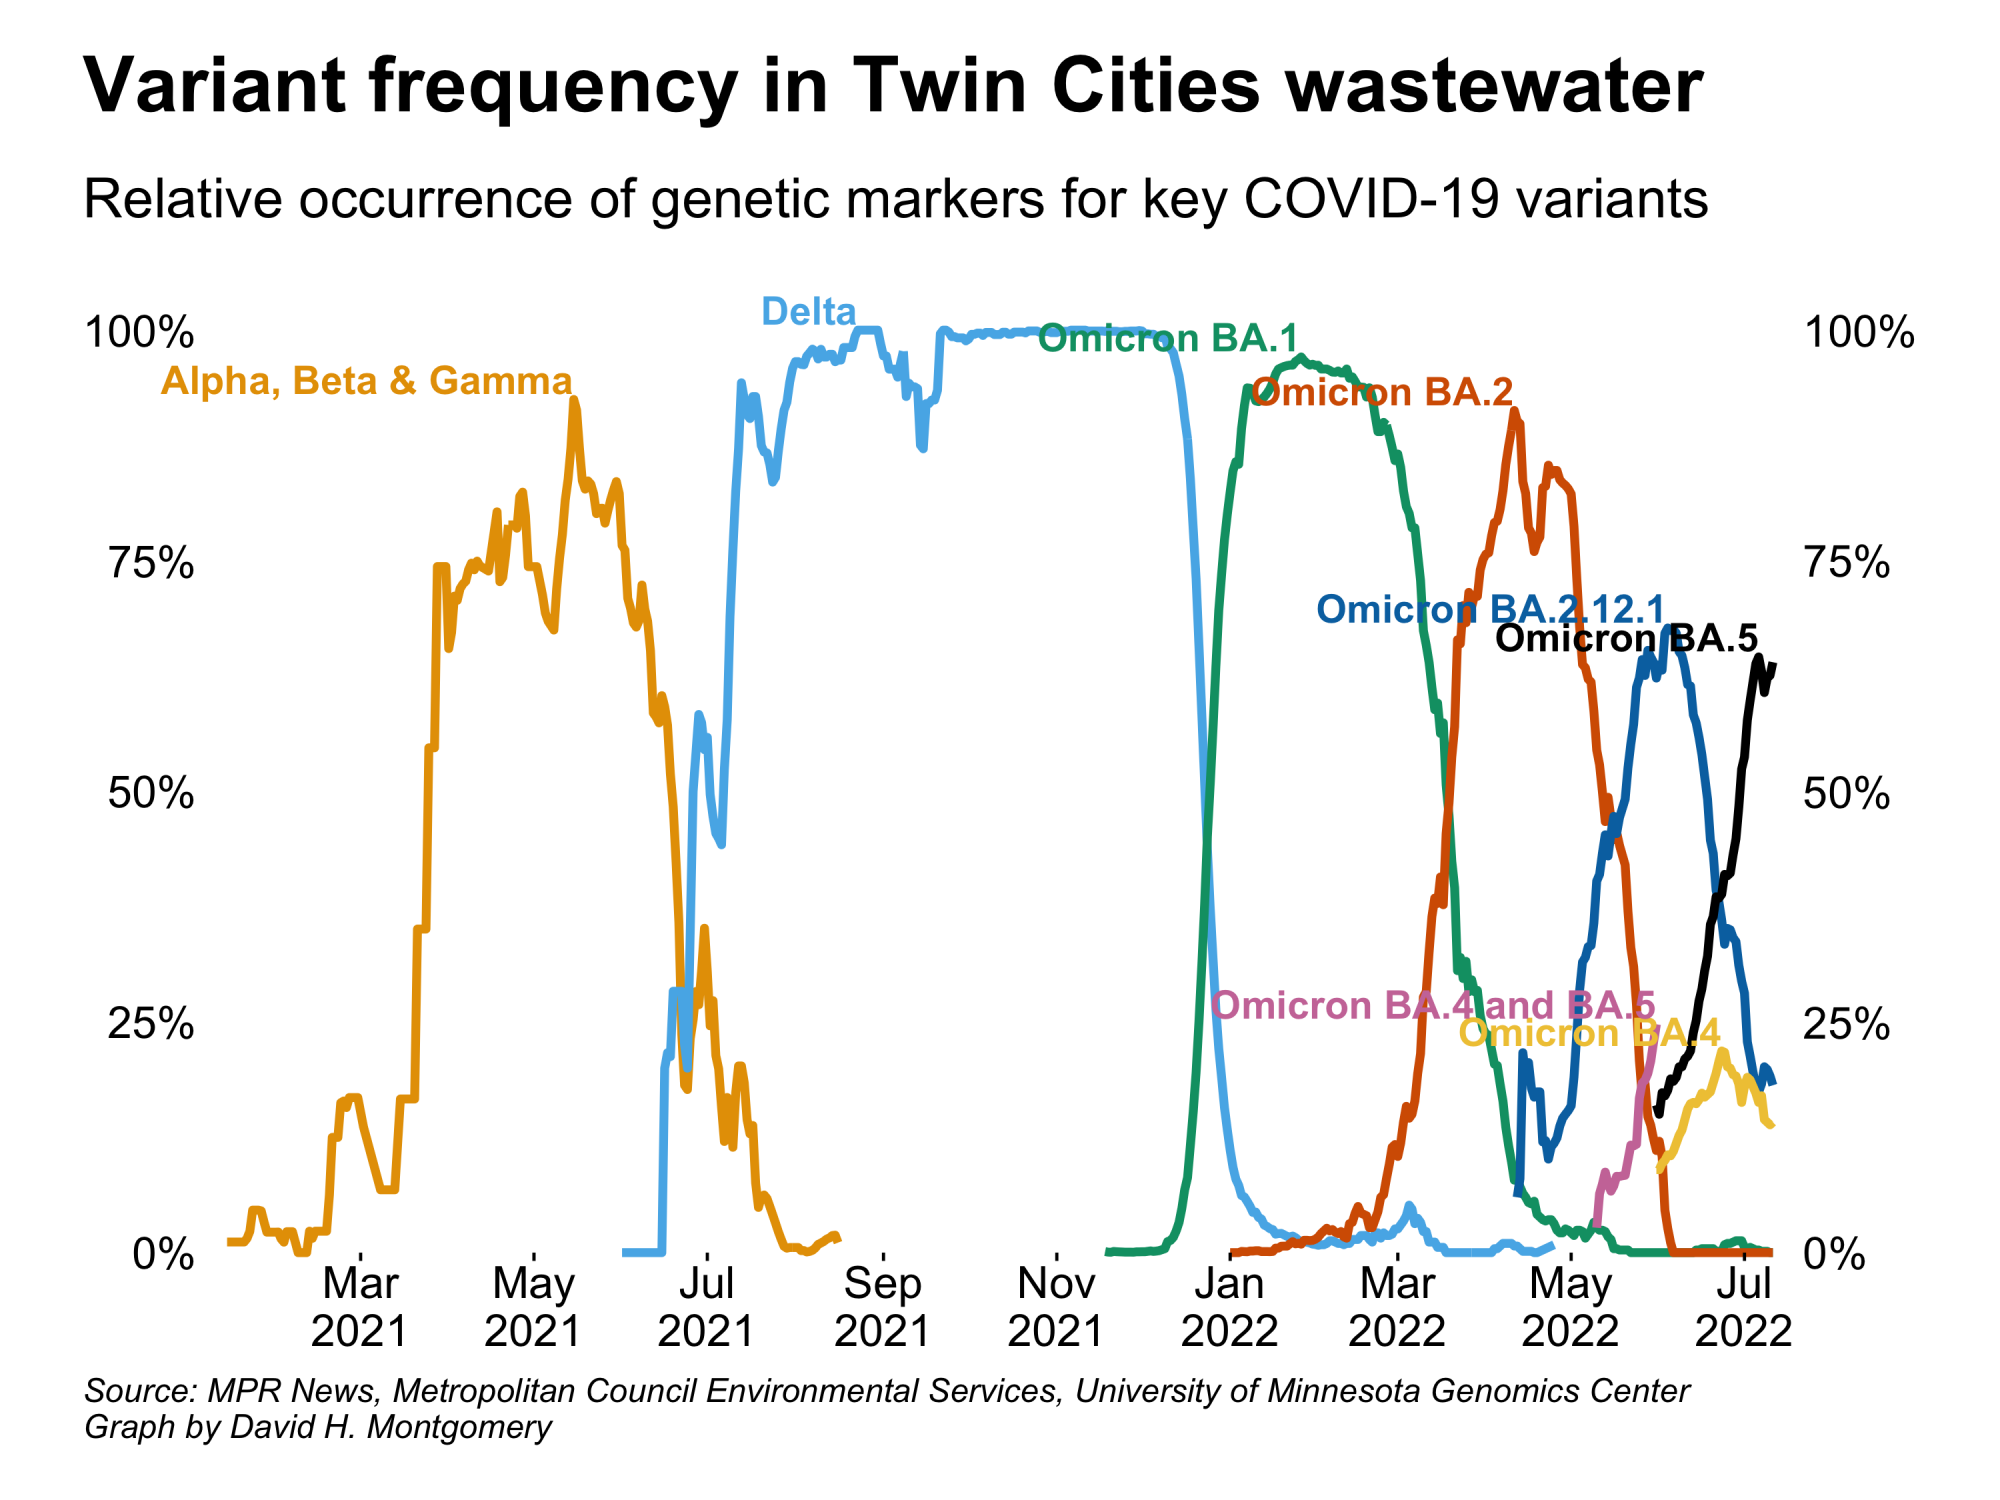 Variant frequency in Twin Cities wastewater
Relative occurrence of genetic markers for key COVID-19 variants
Delta
100%
Omicron BA.1
100%
Alpha, Beta & Gamma
Omicron BA.2
75%
75%
Omicron BA.2.12.1
Omicron BA.5
50%
50%
Omicron BA.4 and BA.5
25%
Omicron BA.4
25%
0%
0%
Mar May Jul Sep Nov Jan Mar May Jul
2021 2021 2021 2021 2021 2022 2022 2022 2022
Source: MPR News, Metropolitan Council Environmental Services, University of Minnesota Genomics Center
Graph by David H. Montgomery